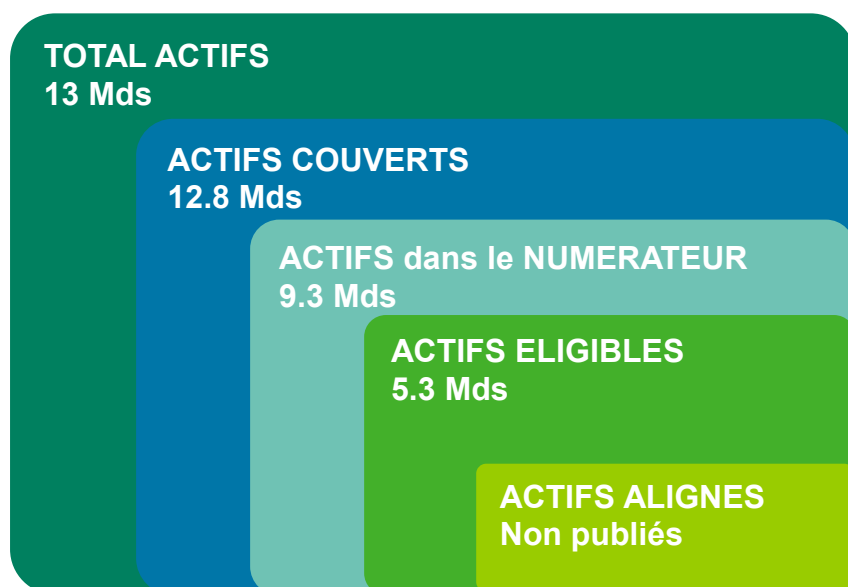 TOTAL ACTIFS
13 Mds
ACTIFS COUVERTS
12.8 Mds
ACTIFS dans le NUMERATEUR
9.3 Mds
ACTIFS ELIGIBLES
5.3 Mds
ACTIFS ALIGNES
Non publiés